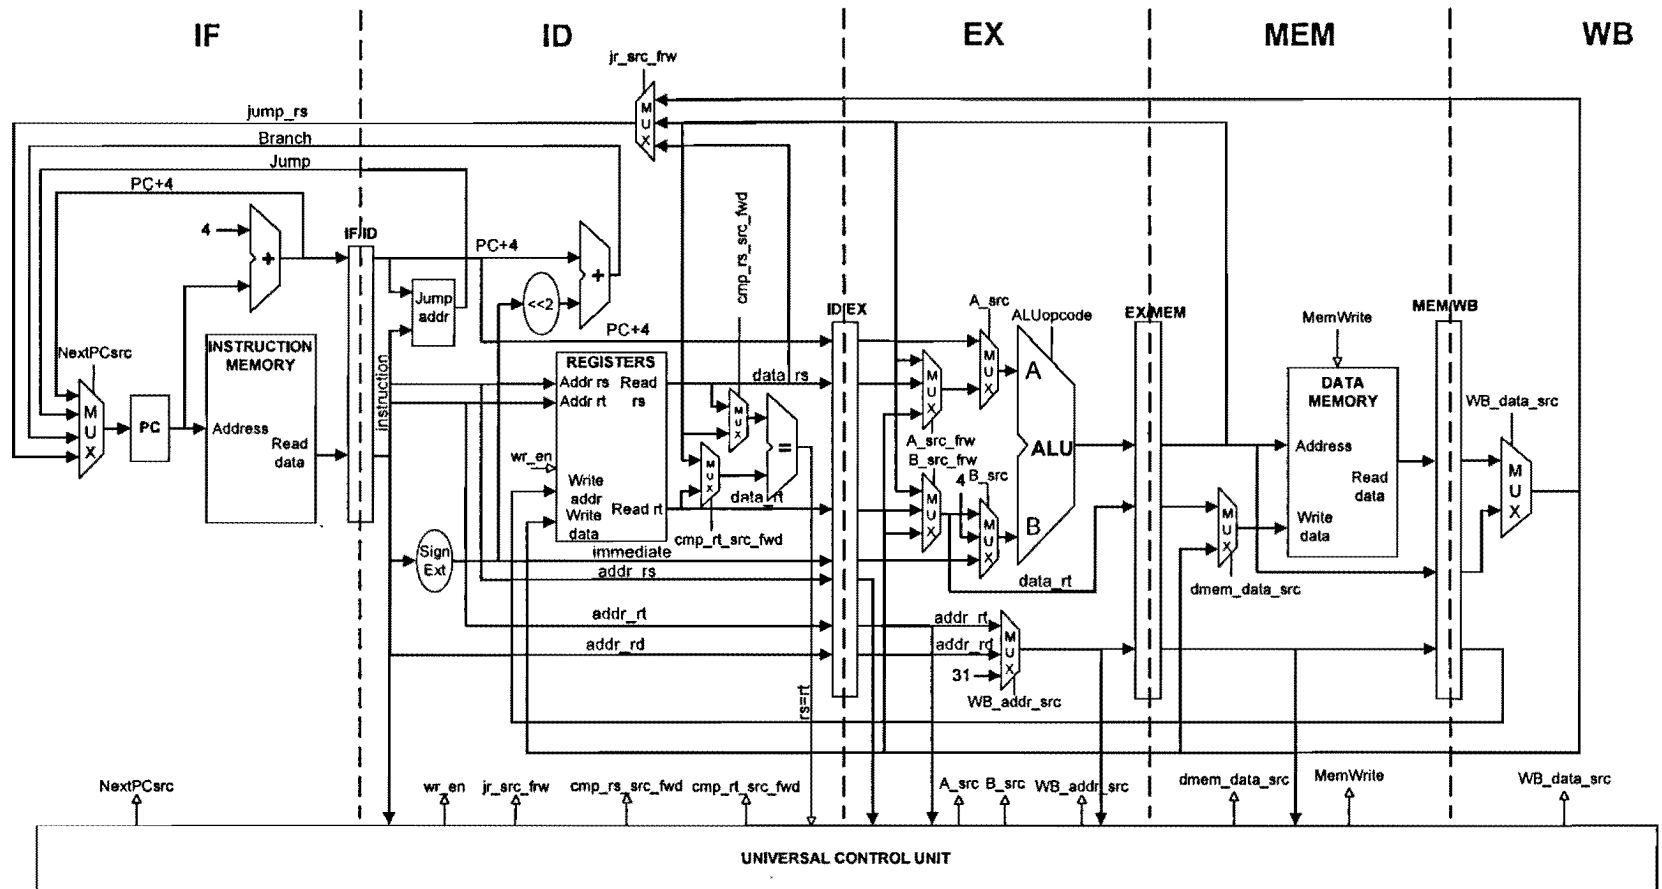 IF
ID
EX
MEM
WB
jr_src_frw
M
U
X
jump_rs
Branch
Jump
PC+4
4
+
IF/ID
PC+4
+
<<2
Jump
addr
cmp_rs_src_fwd
NextPCsrc
INSTRUCTION
MEMORY
instruction
PC+4
ID/EX
A_src
ALUopcode
EX/MEM
MemWrite
MEM/WB
M
U
X
PC
Address
Read
data
REGISTERS
Addr rs
Read
rs
Addr rt
wr_en
Write
addr
Write
data
Read rt
data_rs
M
U
X
=
M
U
X
data_rt
cmp_rt_src_fwd
M
U
X
M
U
X
A
A_src_frw
B_src_frw
B_src
4
M
U
X
M
U
X
ALU
B
DATA
MEMORY
Address
Read
data
Write
data
M
U
X
dmem_data_src
WB_data_src
M
U
X
Sign
Ext
immediate
addr_rs
data_rt
addr_rt
addr_rd
addr_rt
addr_rd
31
M
U
X
WB_addr_src
rs=rt
NextPCsrc
wr_en
jr_src_frw
cmp_rs_src_fwd
cmp_rt_src_fwd
A_src
B_src
WB_addr_src
dmem_data_src
MemWrite
WB_data_src
UNIVERSAL CONTROL UNIT